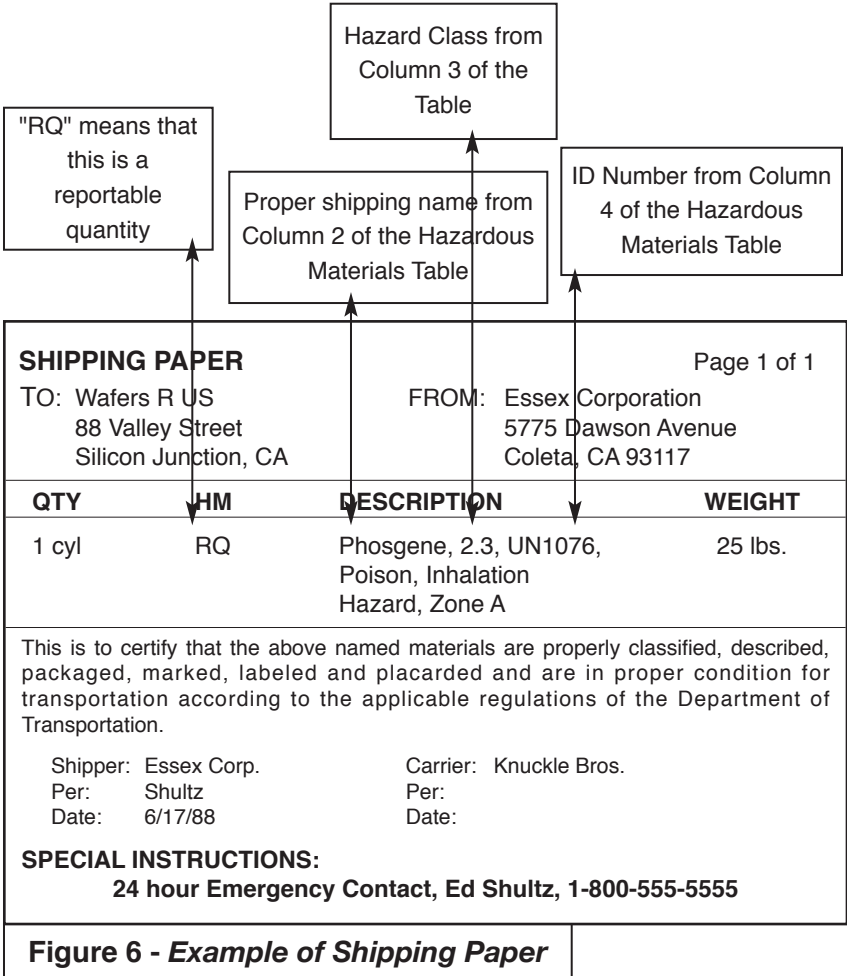 Hazard Class from
Column 3 of the
Table
"RQ" means that
this is a
reportable
quantity
Proper shipping name from
Column 2 of the Hazardous
Materials Table
ID Number from Column
4 of the Hazardous
Materials Table
SHIPPING PAPER Page 1 of 1
TO: Wafers R US FROM: Essex Corporation
88 Valley Street 5775 Dawson Avenue
Silicon Junction, CA Coleta, CA 93117
QTY HM DESCRIPTION WEIGHT
1 cyl RQ Phosgene, 2.3, UN1076, 25 lbs.
Poison, Inhalation
Hazard, Zone A
This is to certify that the above named materials are properly classified, described,
packaged, marked, labeled and placarded and are in proper condition for
transportation according to the applicable regulations of the Department of
Transportation.
Shipper: Essex Corp. Carrier: Knuckle Bros.
Per: Shultz Per:
Date: 6/17/88 Date:
SPECIAL INSTRUCTIONS:
24 hour Emergency Contact, Ed Shultz, 1-800-555-5555
Figure 6 - Example of Shipping Paper